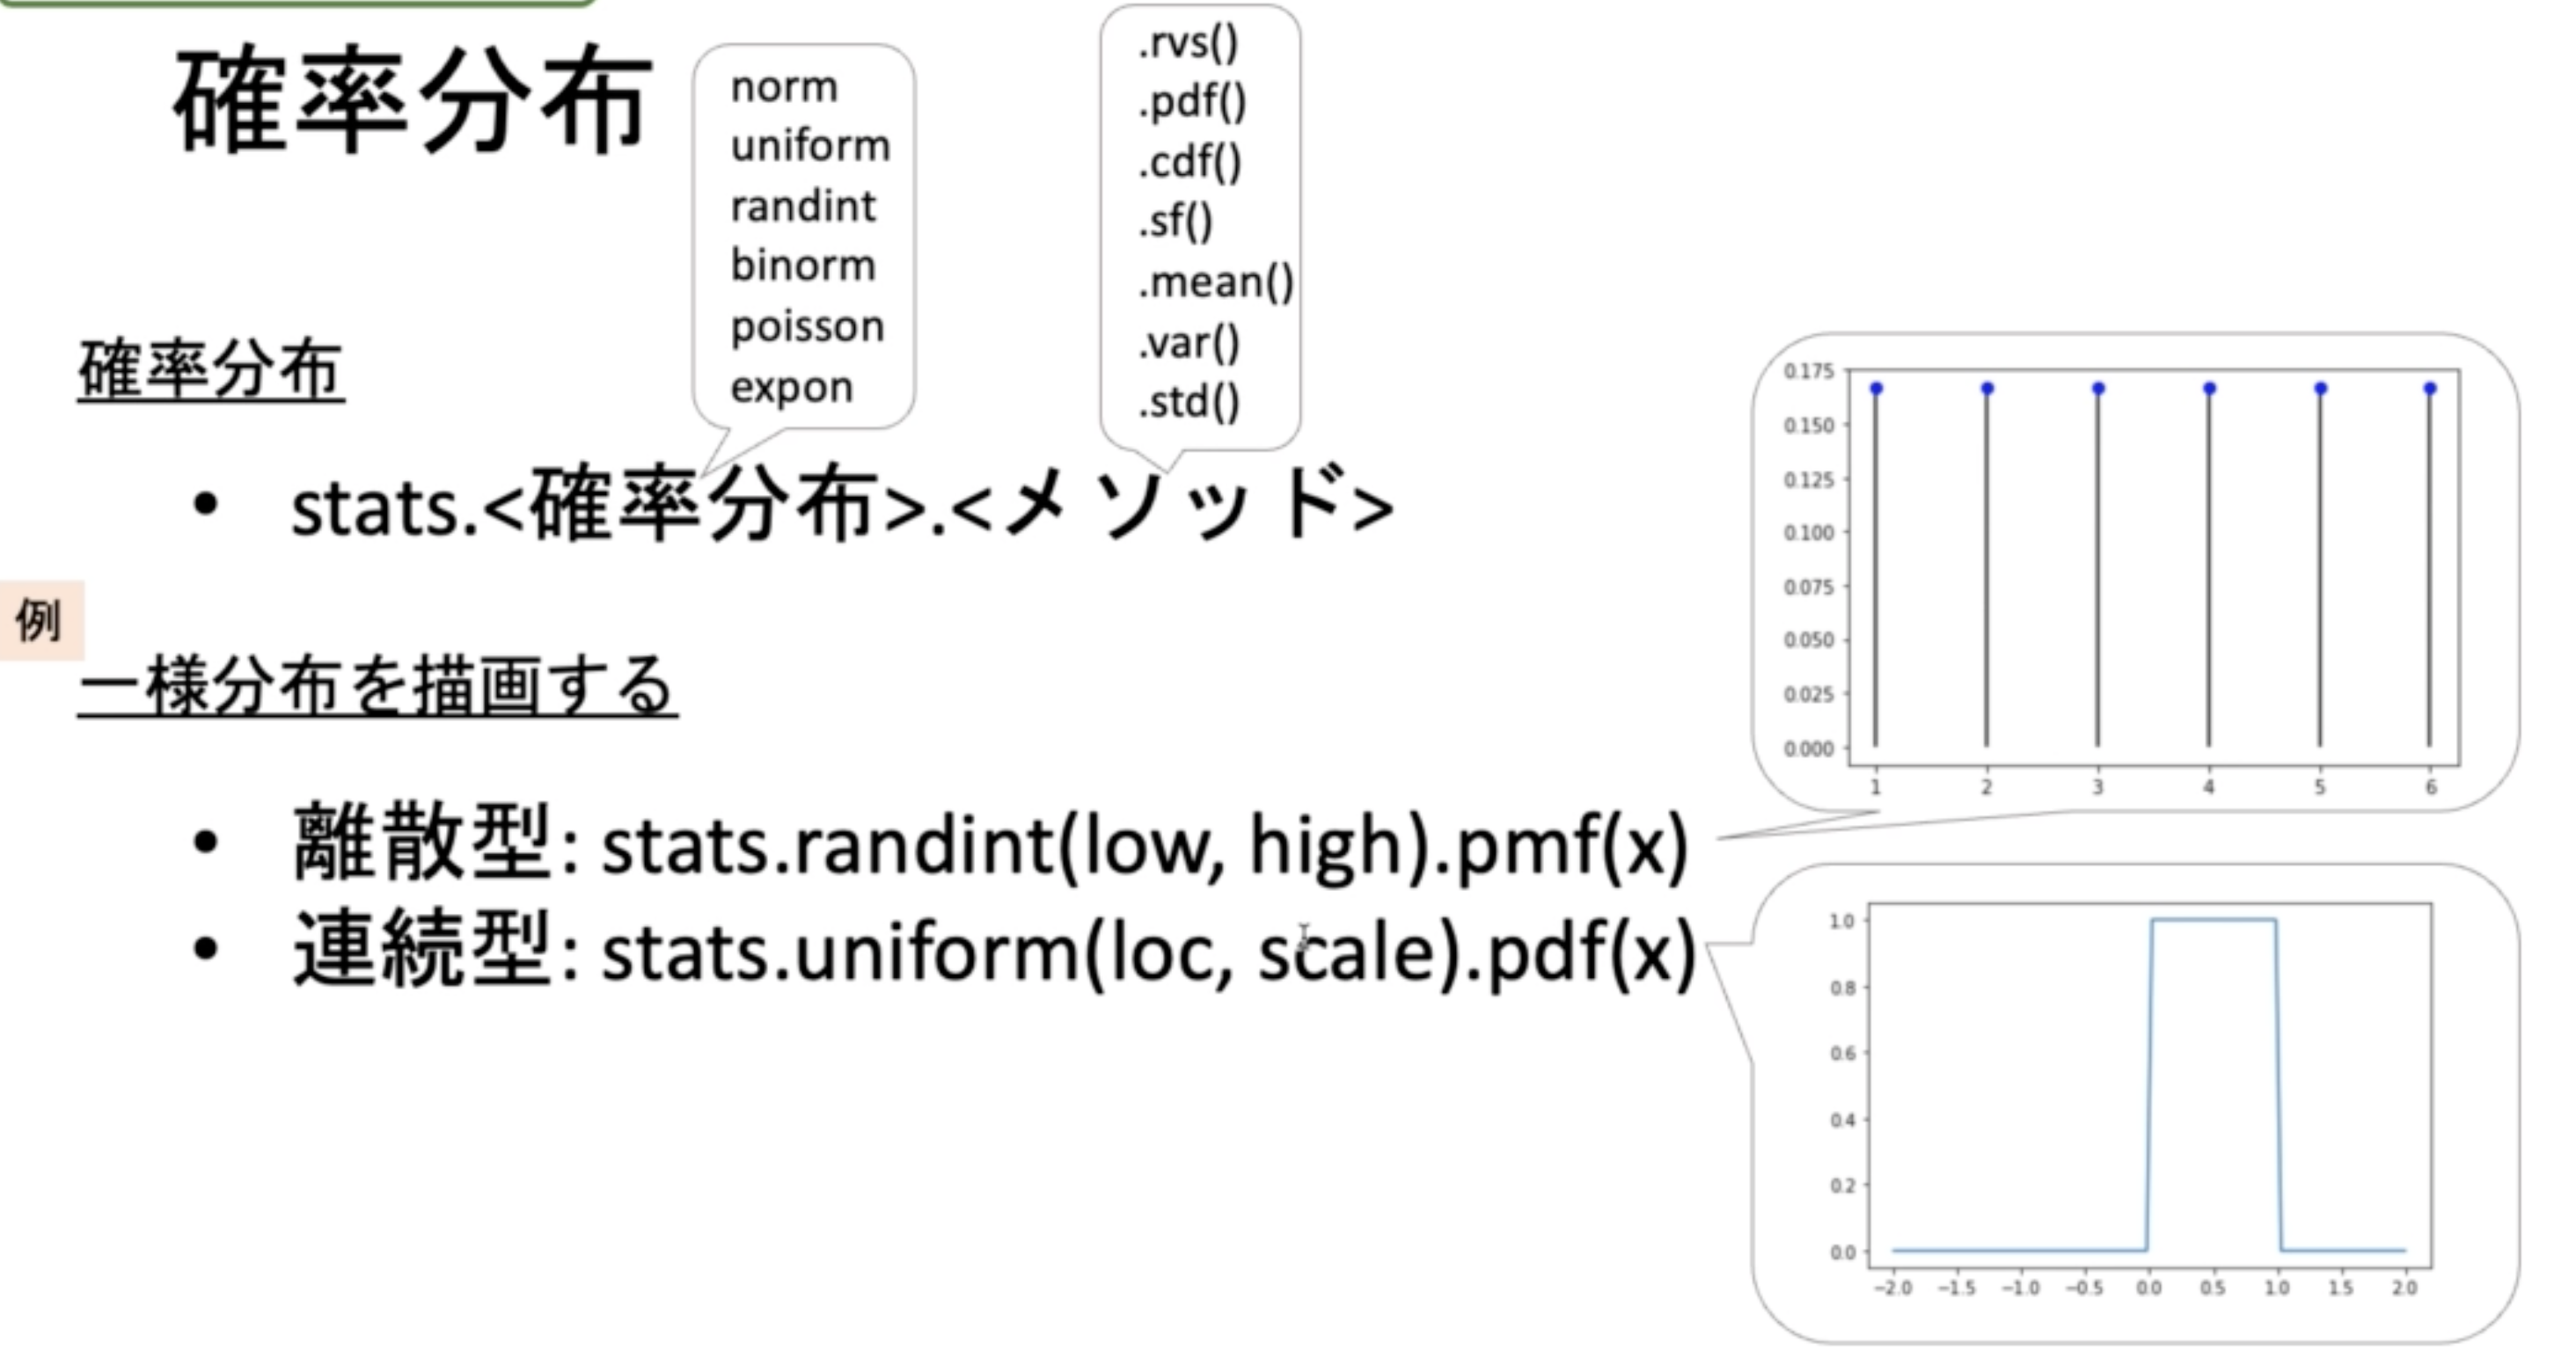 確率分布
norm
uniform
randint
binorm
poisson
expon
.rvs()
.pdf()
.cdf()
.sf()
.mean()
.var()
.std()
確率分布
• stats.<確率分布>.<メソッド>
例
一様分布を描画する
• 離散型: stats.randint(low, high).pmf(x)
• 連続型: stats.uniform(loc, scale).pdf(x)
0.175
0.150
0.125
0.100
0.075
0.050
0.025
0.000
1 2 3 4 5 6
1.0
0.8
0.6
0.4
0.2
0.0
−2.0 −1.5 −1.0 −0.5 0.0 0.5 1.0 1.5 2.0